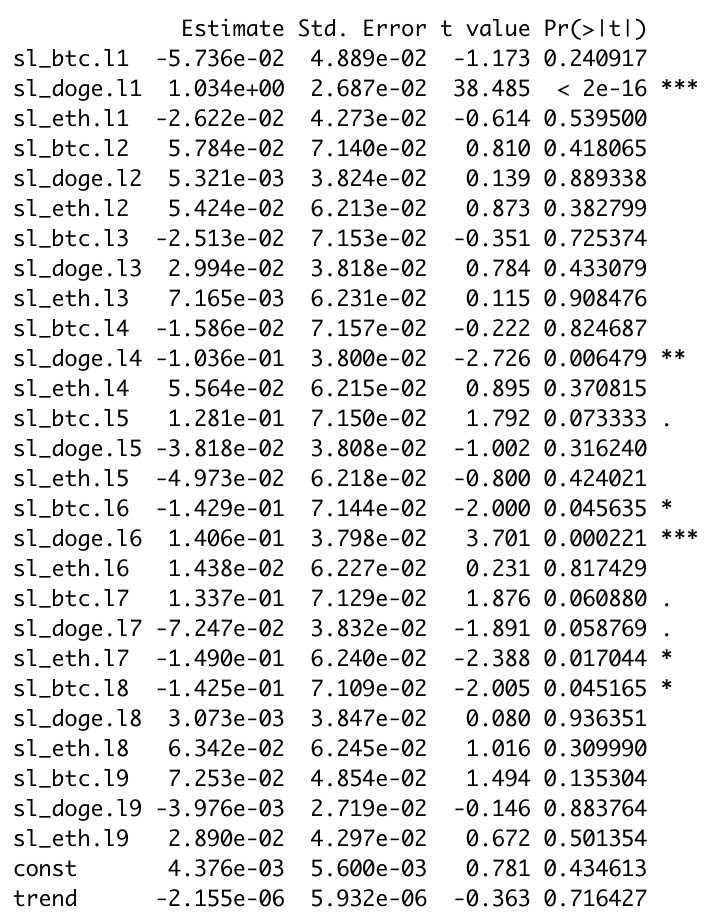 Estimate Std. Error t value Pr(>|t|)
sl_btc.l1 -5.736e-02 4.889e-02 -1.173 0.240917
sl_doge.l1 1.034e+00 2.687e-02 38.485 < 2e-16 ***
sl_eth.l1 -2.622e-02 4.273e-02 -0.614 0.539500
sl_btc.l2 5.784e-02 7.140e-02 0.810 0.418065
sl_doge.l2 5.321e-03 3.824e-02 0.139 0.889338
sl_eth.l2 5.424e-02 6.213e-02 0.873 0.382799
sl_btc.l3 -2.513e-02 7.153e-02 -0.351 0.725374
sl_doge.l3 2.994e-02 3.818e-02 0.784 0.433079
sl_eth.l3 7.165e-03 6.231e-02 0.115 0.908476
sl_btc.l4 -1.586e-02 7.157e-02 -0.222 0.824687
sl_doge.l4 -1.036e-01 3.800e-02 -2.726 0.006479 **
sl_eth.l4 5.564e-02 6.215e-02 0.895 0.370815
sl_btc.l5 1.281e-01 7.150e-02 1.792 0.073333 .
sl_doge.l5 -3.818e-02 3.808e-02 -1.002 0.316240
sl_eth.l5 -4.973e-02 6.218e-02 -0.800 0.424021
sl_btc.l6 -1.429e-01 7.144e-02 -2.000 0.045635 *
sl_doge.l6 1.406e-01 3.798e-02 3.701 0.000221 ***
sl_eth.l6 1.438e-02 6.227e-02 0.231 0.817429
sl_btc.l7 1.337e-01 7.129e-02 1.876 0.060880 .
sl_doge.l7 -7.247e-02 3.832e-02 -1.891 0.058769 .
sl_eth.l7 -1.490e-01 6.240e-02 -2.388 0.017044 *
sl_btc.l8 -1.425e-01 7.109e-02 -2.005 0.045165 *
sl_doge.l8 3.073e-03 3.847e-02 0.080 0.936351
sl_eth.l8 6.342e-02 6.245e-02 1.016 0.309990
sl_btc.l9 7.253e-02 4.854e-02 1.494 0.135304
sl_doge.l9 -3.976e-03 2.719e-02 -0.146 0.883764
sl_eth.l9 2.890e-02 4.297e-02 0.672 0.501354
const 4.376e-03 5.600e-03 0.781 0.434613
trend -2.155e-06 5.932e-06 -0.363 0.716427